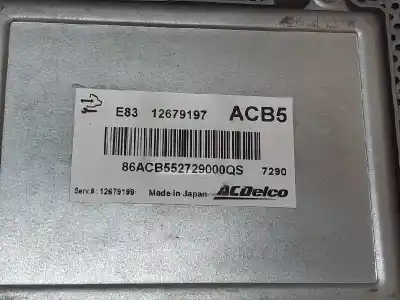 E83 12679197 ACB5
86ACB552729000QS 7290
Serv.#: 12679199 Made in Japan ACDelco